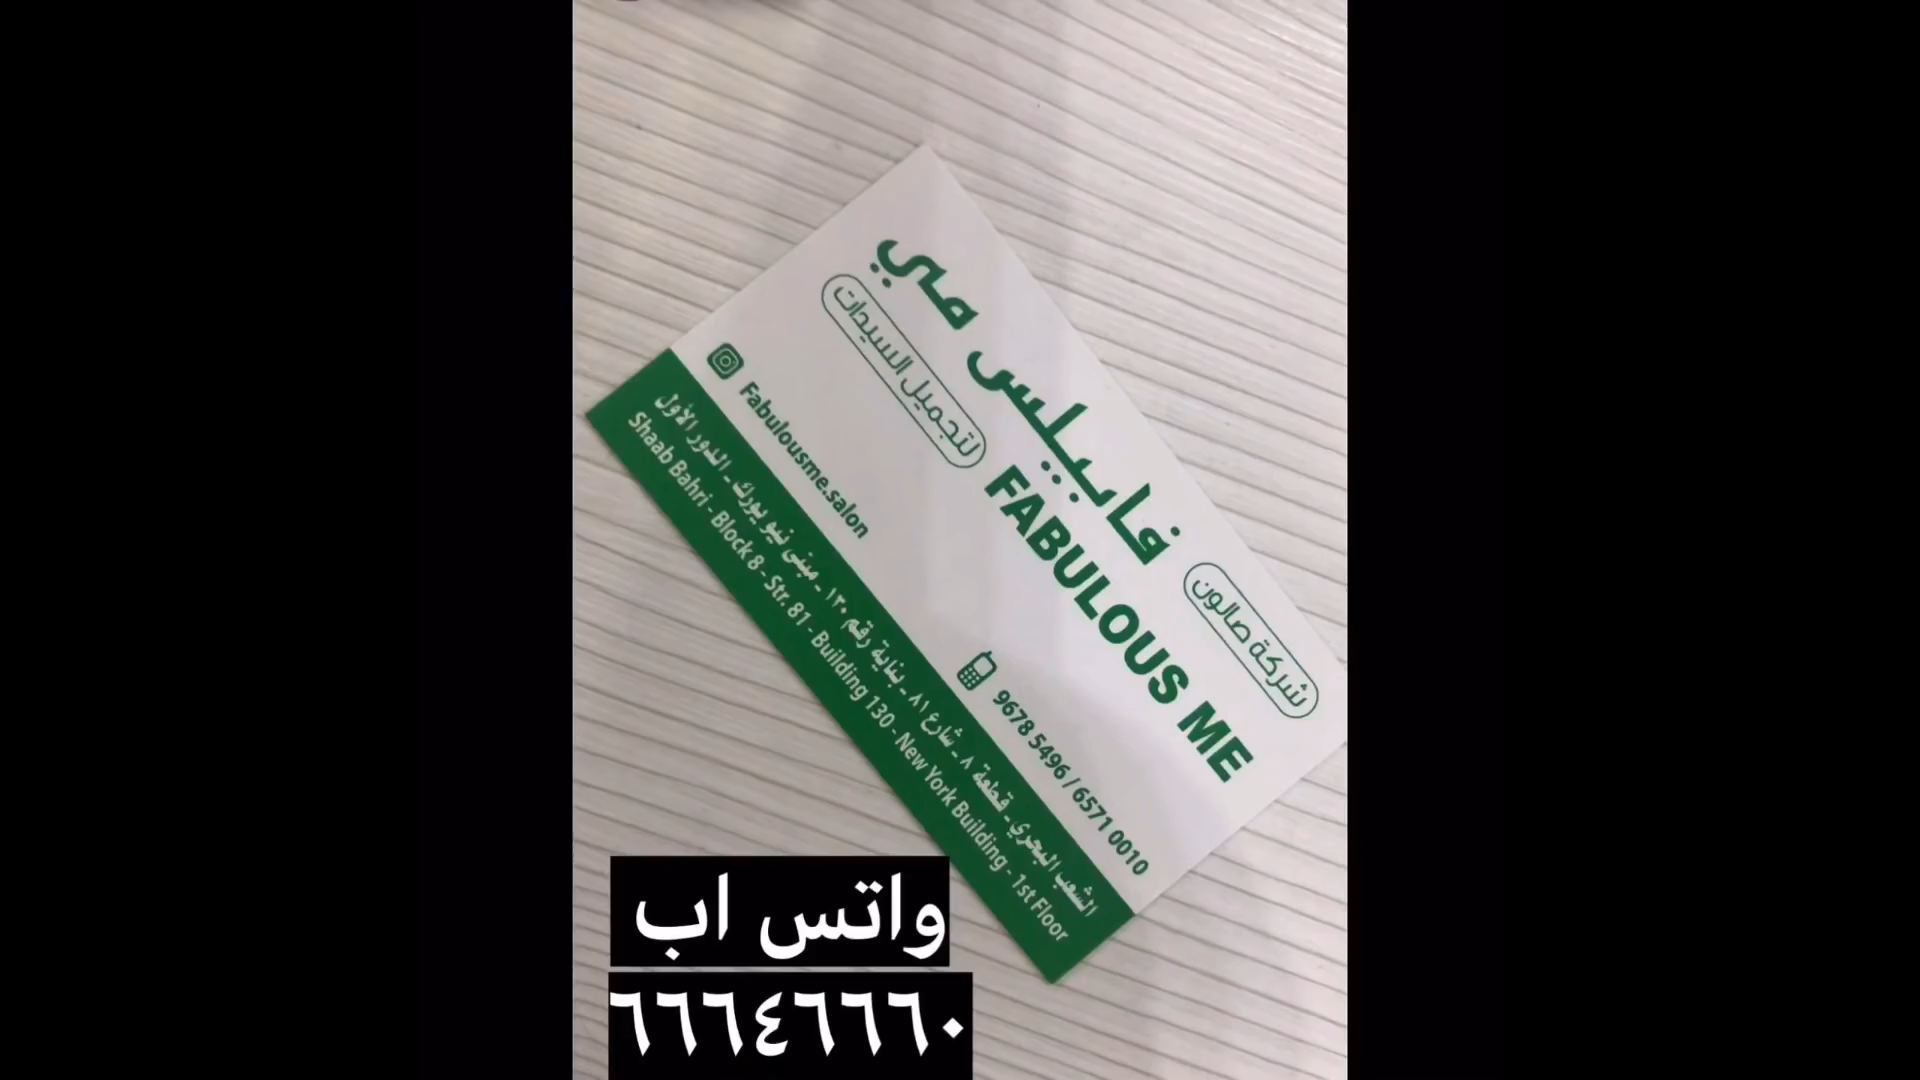 شركة صالون
فابيلس مي
لتجميل السيدات
FABULOUS ME
9678 5496 / 6571 0010
Fabulousme.salon
الشعب البحري - قطعة ٨ - شارع ٨١ - بناية رقم ١٣٠ - مبنى نيو يورك - الدور الأول
Shaab Bahri - Block 8 - Str. 81 - Building 130 - New York Building - 1st Floor
واتس اب
٦٦٦٤٦٦٦٠